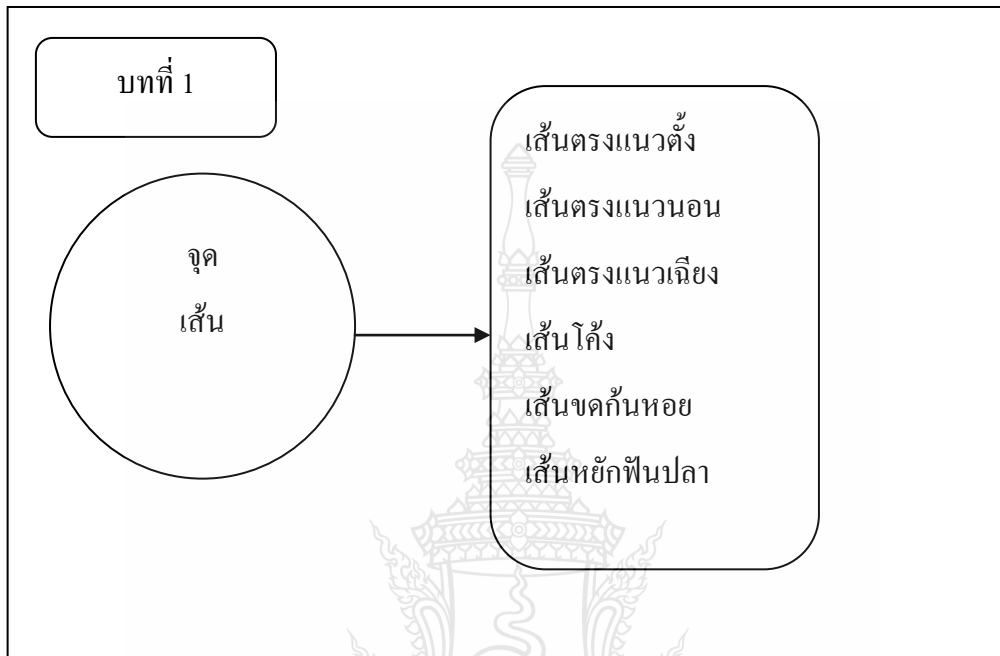 บทที่ 1
จุด
เส้น
เส้นตรงแนวตั้ง
เส้นตรงแนวนอน
เส้นตรงแนวเฉียง
เส้นโค้ง
เส้นขดก้นหอย
เส้นหยักฟันปลา